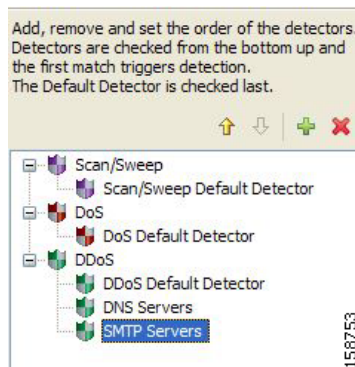 Add, remove and set the order of the detectors.
Detectors are checked from the bottom up and
the first match triggers detection.
The Default Detector is checked last.
Scan/Sweep
Scan/Sweep Default Detector
DoS
DoS Default Detector
DDoS
DDoS Default Detector
DNS Servers
SMTP Servers
158753